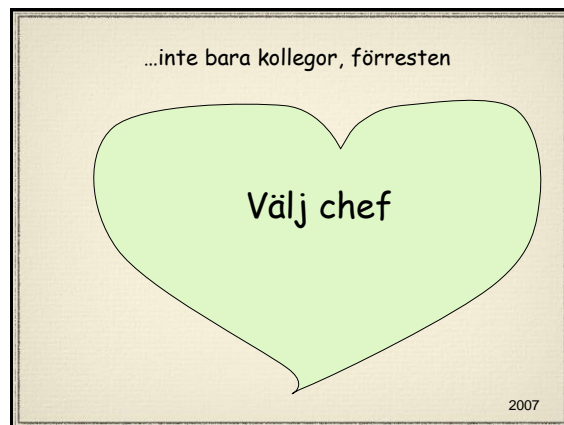 …inte bara kollegor, förresten
Välj chef
2007